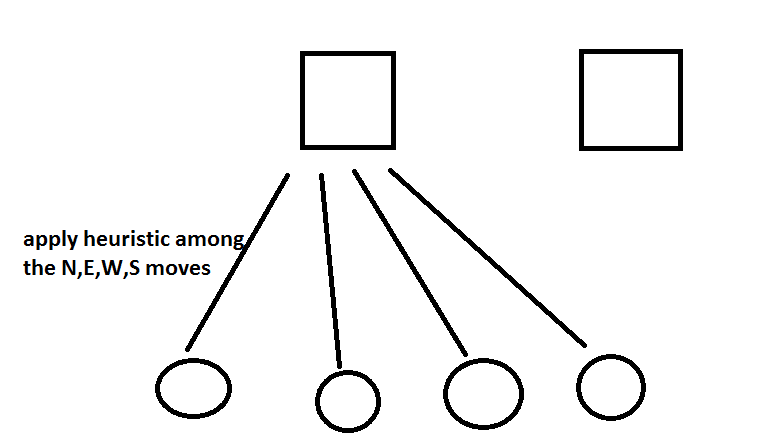 apply heuristic among
the N,E,W,S moves